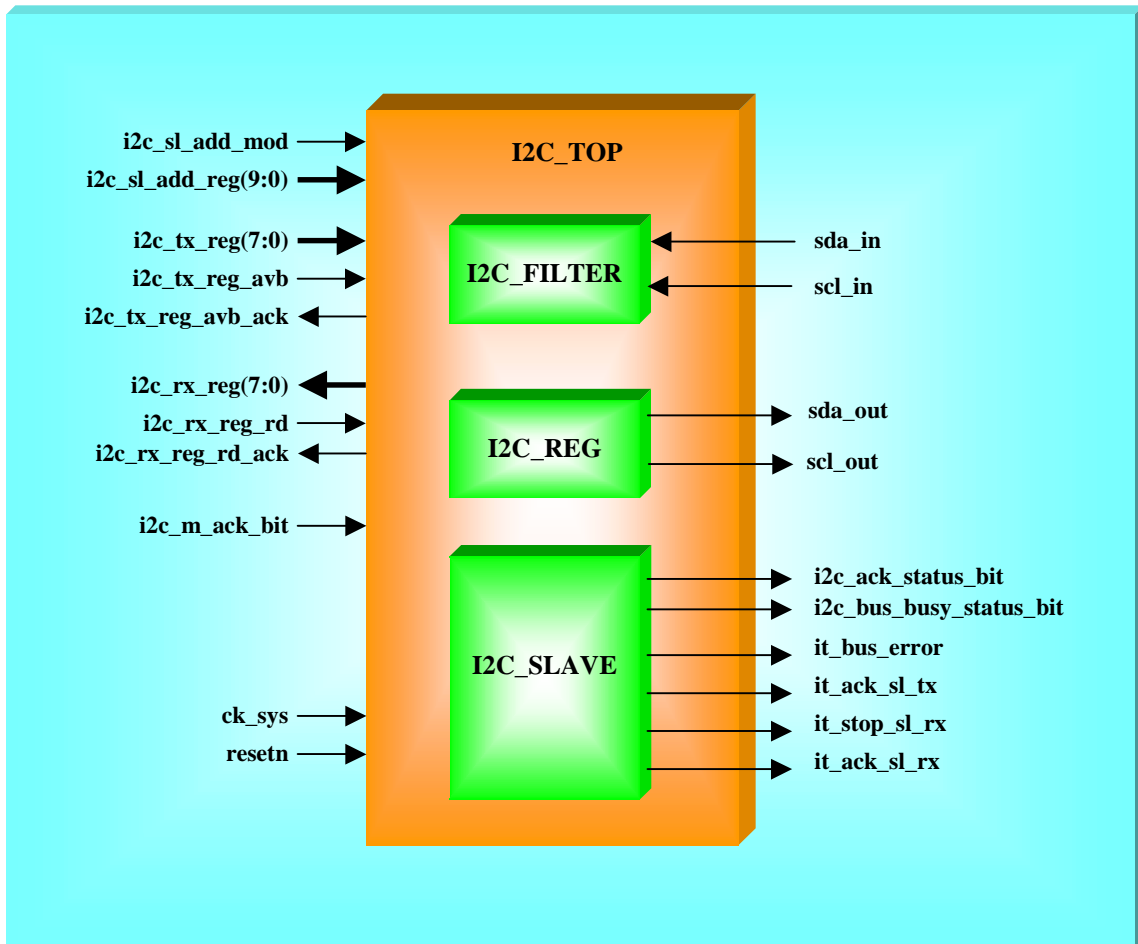 I2C_TOP
i2c_sl_add_mod
i2c_sl_add_reg(9:0)
i2c_tx_reg(7:0)
i2c_tx_reg_avb
i2c_tx_reg_avb_ack
i2c_rx_reg(7:0)
i2c_rx_reg_rd
i2c_rx_reg_rd_ack
i2c_m_ack_bit
ck_sys
resetn
I2C_FILTER
I2C_REG
I2C_SLAVE
sda_in
scl_in
sda_out
scl_out
i2c_ack_status_bit
i2c_bus_busy_status_bit
it_bus_error
it_ack_sl_tx
it_stop_sl_rx
it_ack_sl_rx